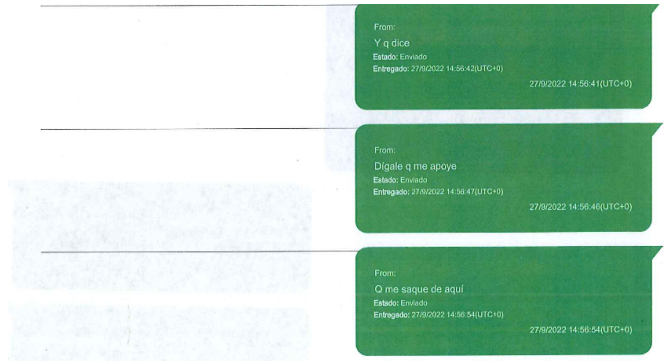 From:
Y q dice
Estado: Enviado
Entregado: 27/9/2022 14:56:42(UTC+0)
27/9/2022 14:56:41(UTC+0)
From:
Dígale q me apoye
Estado: Enviado
Entregado: 27/9/2022 14:56:47(UTC+0)
27/9/2022 14:56:46(UTC+0)
From:
Q me saque de aquí
Estado: Enviado
Entregado: 27/9/2022 14:56:54(UTC+0)
27/9/2022 14:56:54(UTC+0)